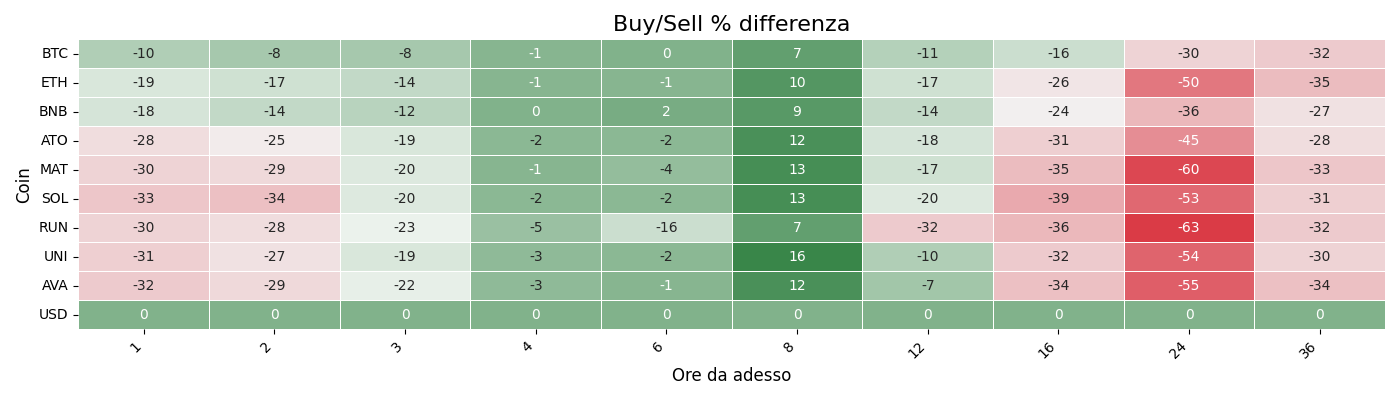 Buy/Sell % differenza
Coin
BTC -10 -8 -8 -1 0 7 -11 -16 -30 -32
ETH -19 -17 -14 -1 -1 10 -17 -26 -50 -35
BNB -18 -14 -12 0 2 9 -14 -24 -36 -27
ATO -28 -25 -19 -2 -2 12 -18 -31 -45 -28
MAT -30 -29 -20 -1 -4 13 -17 -35 -60 -33
SOL -33 -34 -20 -2 -2 13 -20 -39 -53 -31
RUN -30 -28 -23 -5 -16 7 -32 -36 -63 -32
UNI -31 -27 -19 -3 -2 16 -10 -32 -54 -30
AVA -32 -29 -22 -3 -1 12 -7 -34 -55 -34
USD 0 0 0 0 0 0 0 0 0 0
1 2 3 4 6 8 12 16 24 36
Ore da adesso